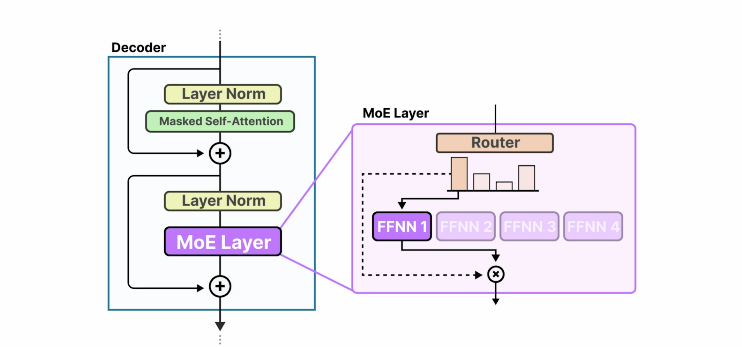 Decoder
Layer Norm
Masked Self-Attention
+
Layer Norm
MoE Layer
+
MoE Layer
Router
FFNN 1 FFNN 2 FFNN 3 FFNN 4
×